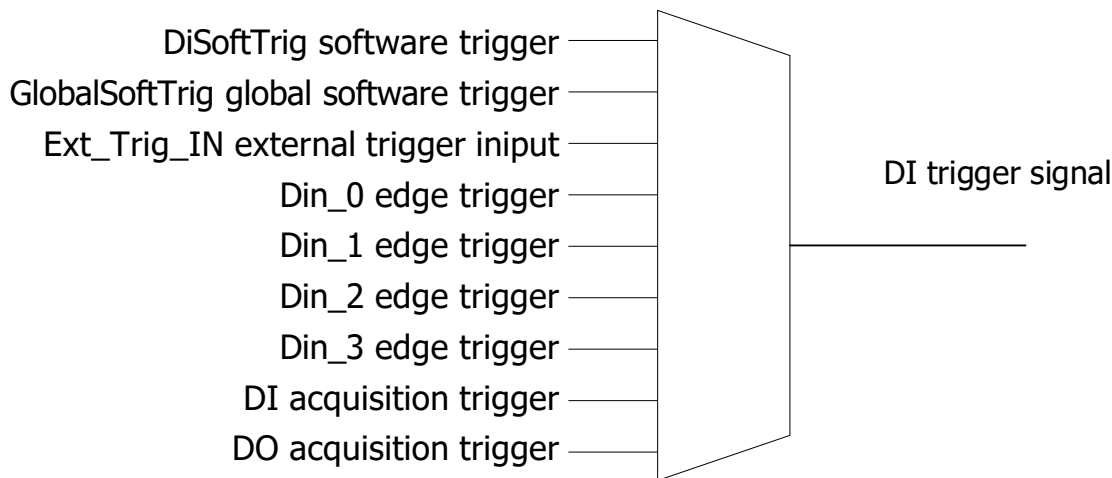 DiSoftTrig software trigger
GlobalSoftTrig global software trigger
Ext_Trig_IN external trigger iniput
Din_0 edge trigger
Din_1 edge trigger
Din_2 edge trigger
Din_3 edge trigger
DI acquisition trigger
DO acquisition trigger
DI trigger signal